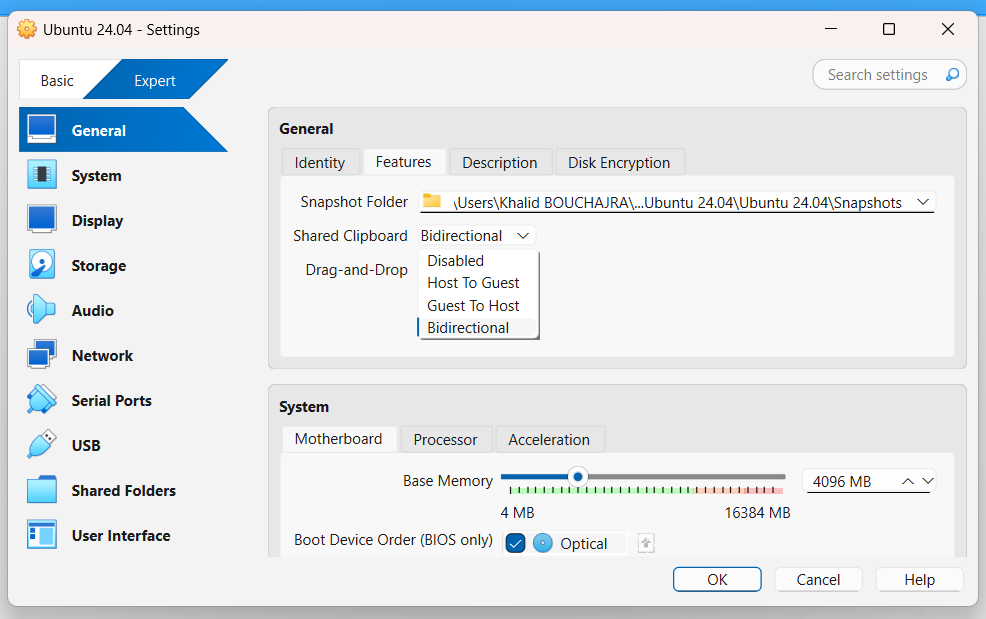 Ubuntu 24.04 - Settings
Basic
Expert
Search settings
General
System
Display
Storage
Audio
Network
Serial Ports
USB
Shared Folders
User Interface
General
Identity
Features
Description
Disk Encryption
Snapshot Folder
\Users\Khalid BOUCHAJRA\...Ubuntu 24.04\Ubuntu 24.04\Snapshots
Shared Clipboard
Bidirectional
Drag-and-Drop
Disabled
Host To Guest
Guest To Host
Bidirectional
System
Motherboard
Processor
Acceleration
Base Memory
4096 MB
4 MB
16384 MB
Boot Device Order (BIOS only)
Optical
OK
Cancel
Help